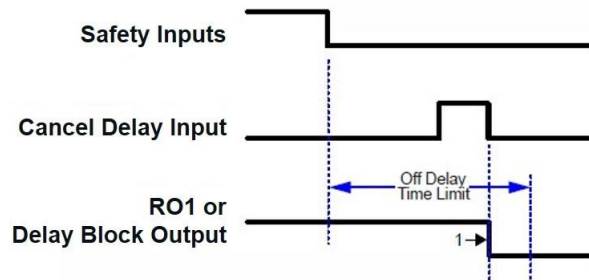 Safety Inputs
Cancel Delay Input
Off Delay
Time Limit
RO1 or
Delay Block Output
1